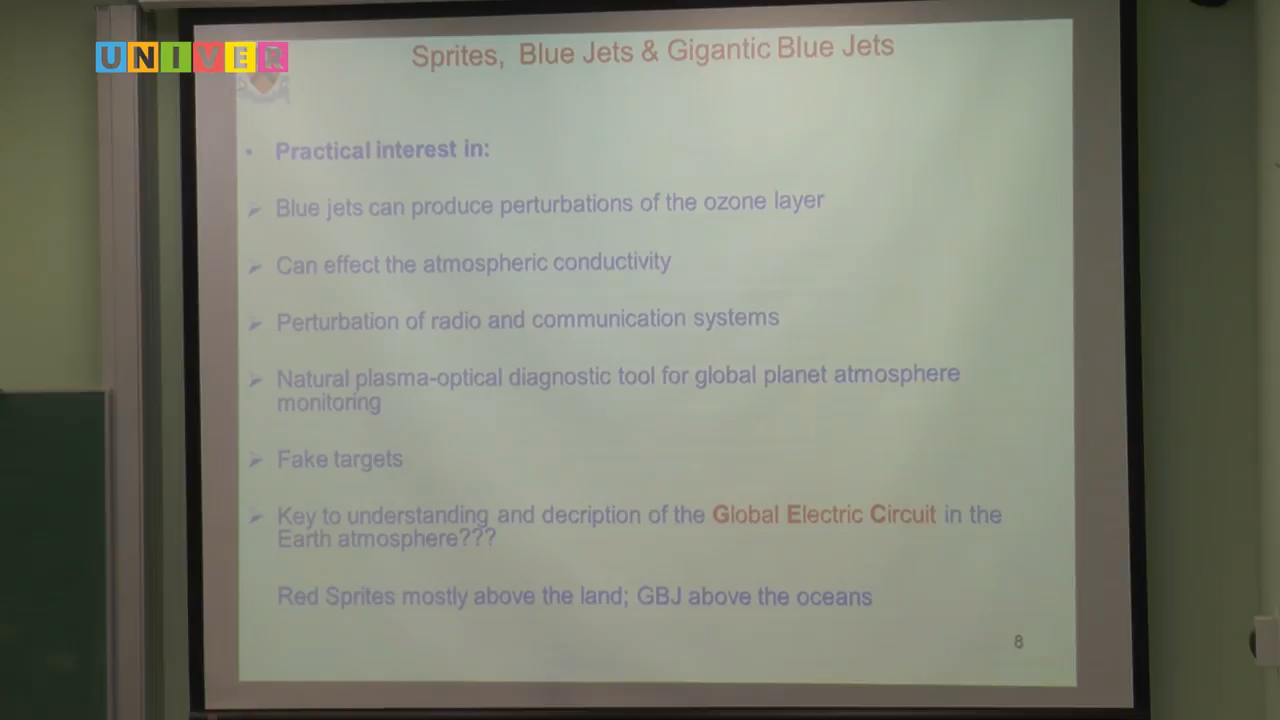 UNIVER
Sprites, Blue Jets & Gigantic Blue Jets
• Practical interest in:
➢ Blue jets can produce perturbations of the ozone layer
➢ Can effect the atmospheric conductivity
➢ Perturbation of radio and communication systems
➢ Natural plasma-optical diagnostic tool for global planet atmosphere
monitoring
➢ Fake targets
➢ Key to understanding and decription of the Global Electric Circuit in the
Earth atmosphere???
Red Sprites mostly above the land; GBJ above the oceans
8